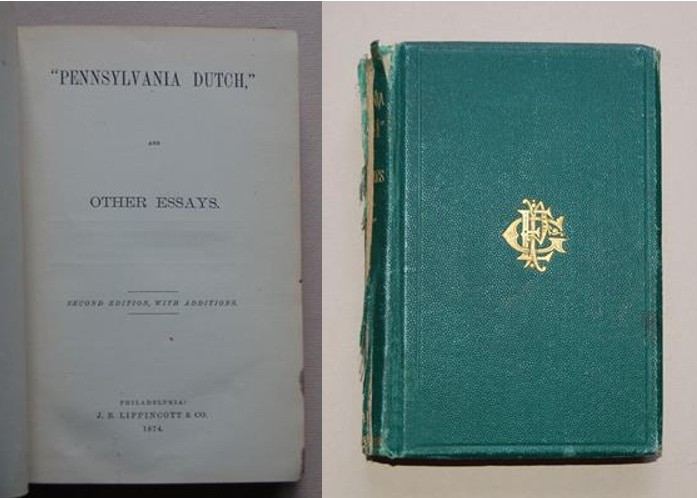 "PENNSYLVANIA DUTCH,"
AND
OTHER ESSAYS.
SECOND EDITION, WITH ADDITIONS.
PHILADELPHIA:
J. B. LIPPINCOTT & CO.
1874.